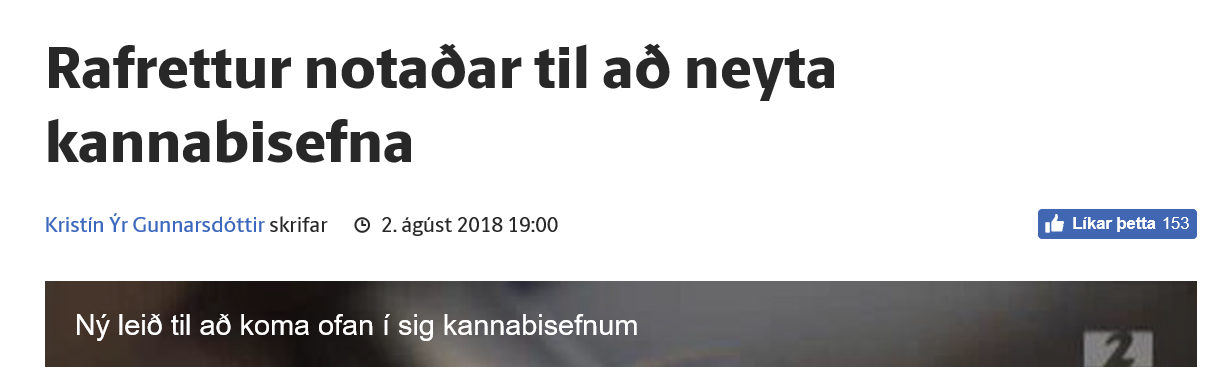 Rafrettur notaðar til að neyta
kannabisefna
Kristín Ýr Gunnarsdóttir skrifar 2. ágúst 2018 19:00
Líkar þetta 153
Ný leið til að koma ofan í sig kannabisefnum
2